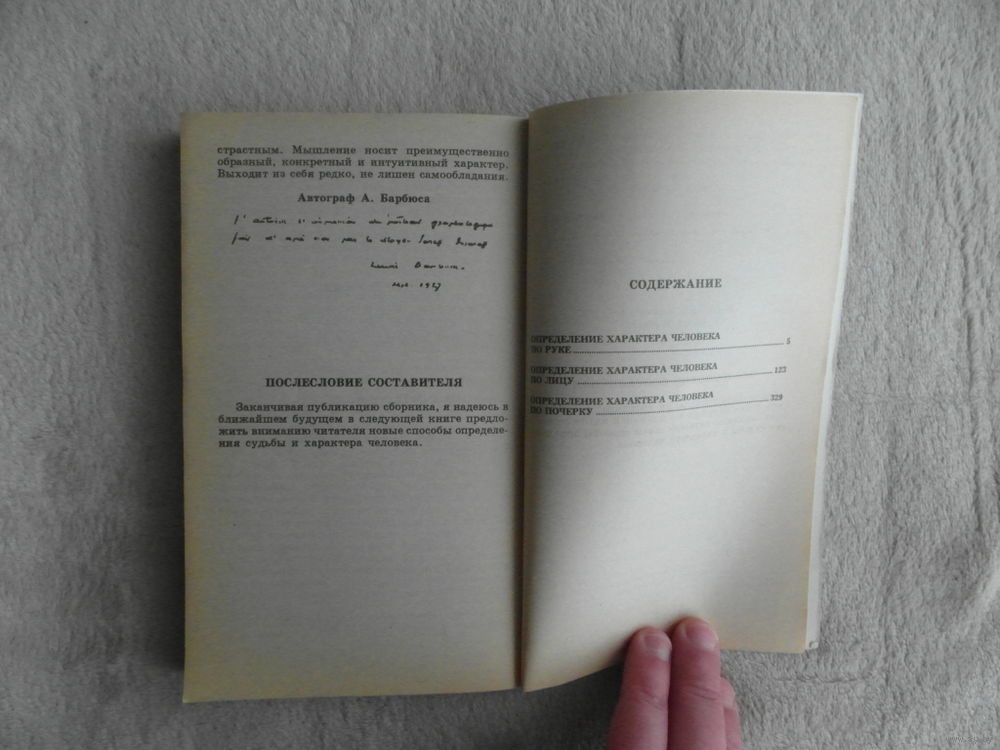 страстным. Мышление носит преимущественно
образный, конкретный и интуитивный характер.
Выходит из себя редко, не лишен самообладания.
Автограф А. Барбюса
1927
ПОСЛЕСЛОВИЕ СОСТАВИТЕЛЯ
Заканчивая публикацию сборника, я надеюсь в
ближайшем будущем в следующей книге предло-
жить вниманию читателя новые способы определе-
ния судьбы и характера человека.
СОДЕРЖАНИЕ
ОПРЕДЕЛЕНИЕ ХАРАКТЕРА ЧЕЛОВЕКА
ПО РУКЕ 5
ОПРЕДЕЛЕНИЕ ХАРАКТЕРА ЧЕЛОВЕКА
ПО ЛИЦУ 123
ОПРЕДЕЛЕНИЕ ХАРАКТЕРА ЧЕЛОВЕКА
ПО ПОЧЕРКУ 329